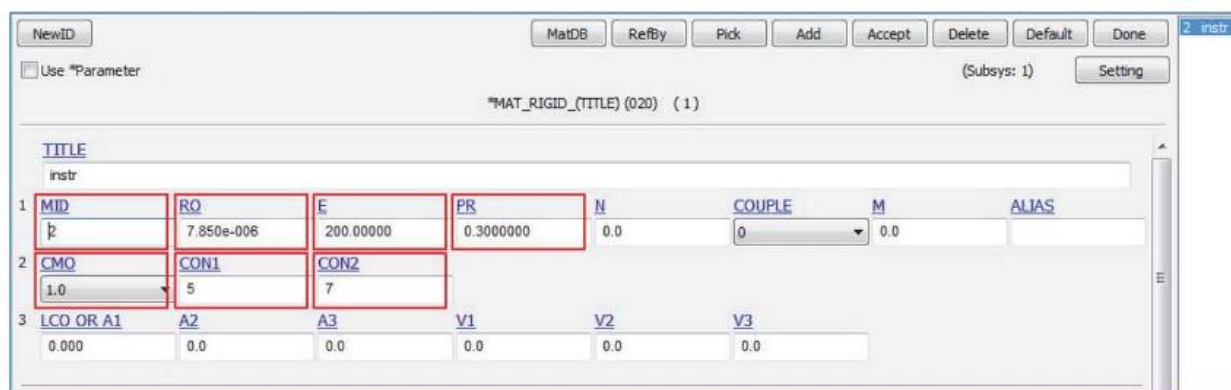 NewID MatDB RefBy Pick Add Accept Delete Default Done 2 instr
Use *Parameter (Subsys: 1) Setting
*MAT_RIGID_(TITLE) (020) (1)
TITLE
instr
1 MID RO E PR N COUPLE M ALIAS
2 7.850e-006 200.00000 0.3000000 0.0 0 0.0
2 CMO CON1 CON2
1.0 5 7
3 LCO OR A1 A2 A3 V1 V2 V3
0.000 0.0 0.0 0.0 0.0 0.0